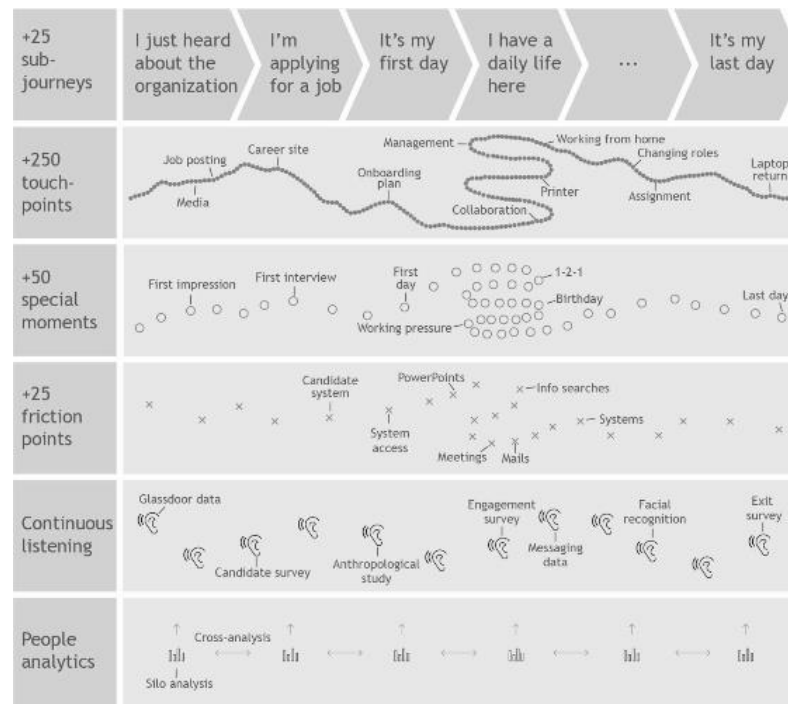 +25
sub-
journeys
I just heard
about the
organization
I'm
applying
for a job
It's my
first day
I have a
daily life
here
...
It's my
last day
+250
touch-
points
Job posting
Media
Career site
Onboarding
plan
Management
Working from home
Printer
Collaboration
Changing roles
Assignment
Laptop
return
+50
special
moments
First impression
First interview
First
day
Working pressure
1-2-1
Birthday
Last day
+25
friction
points
Candidate
system
System
access
PowerPoints
Info searches
Meetings
Mails
Systems
Continuous
listening
Glassdoor data
Candidate survey
Anthropological
study
Engagement
survey
Messaging
data
Facial
recognition
Exit
survey
People
analytics
Cross-analysis
Silo analysis